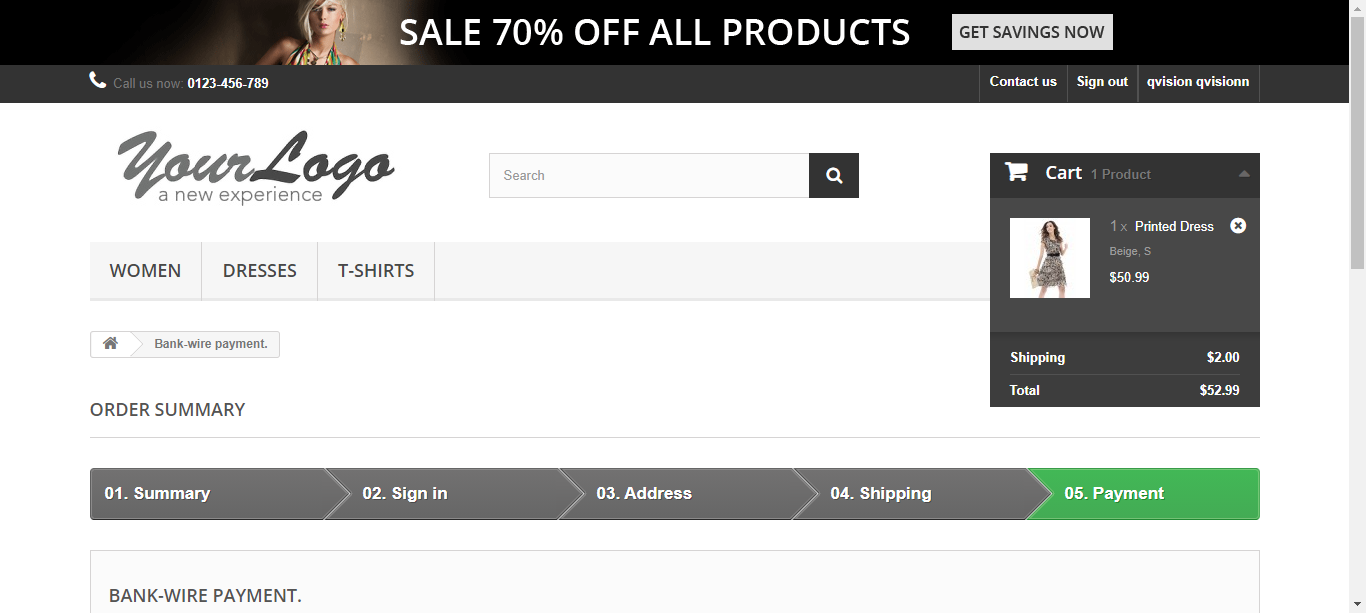 SALE 70% OFF ALL PRODUCTS GET SAVINGS NOW
Call us now: 0123-456-789 Contact us Sign out qvision qvisionn
YourLogo
a new experience
Search
Cart 1 Product
1 x Printed Dress
Beige, S
$50.99
Shipping $2.00
Total $52.99
WOMEN DRESSES T-SHIRTS
Bank-wire payment.
ORDER SUMMARY
01. Summary 02. Sign in 03. Address 04. Shipping 05. Payment
BANK-WIRE PAYMENT.